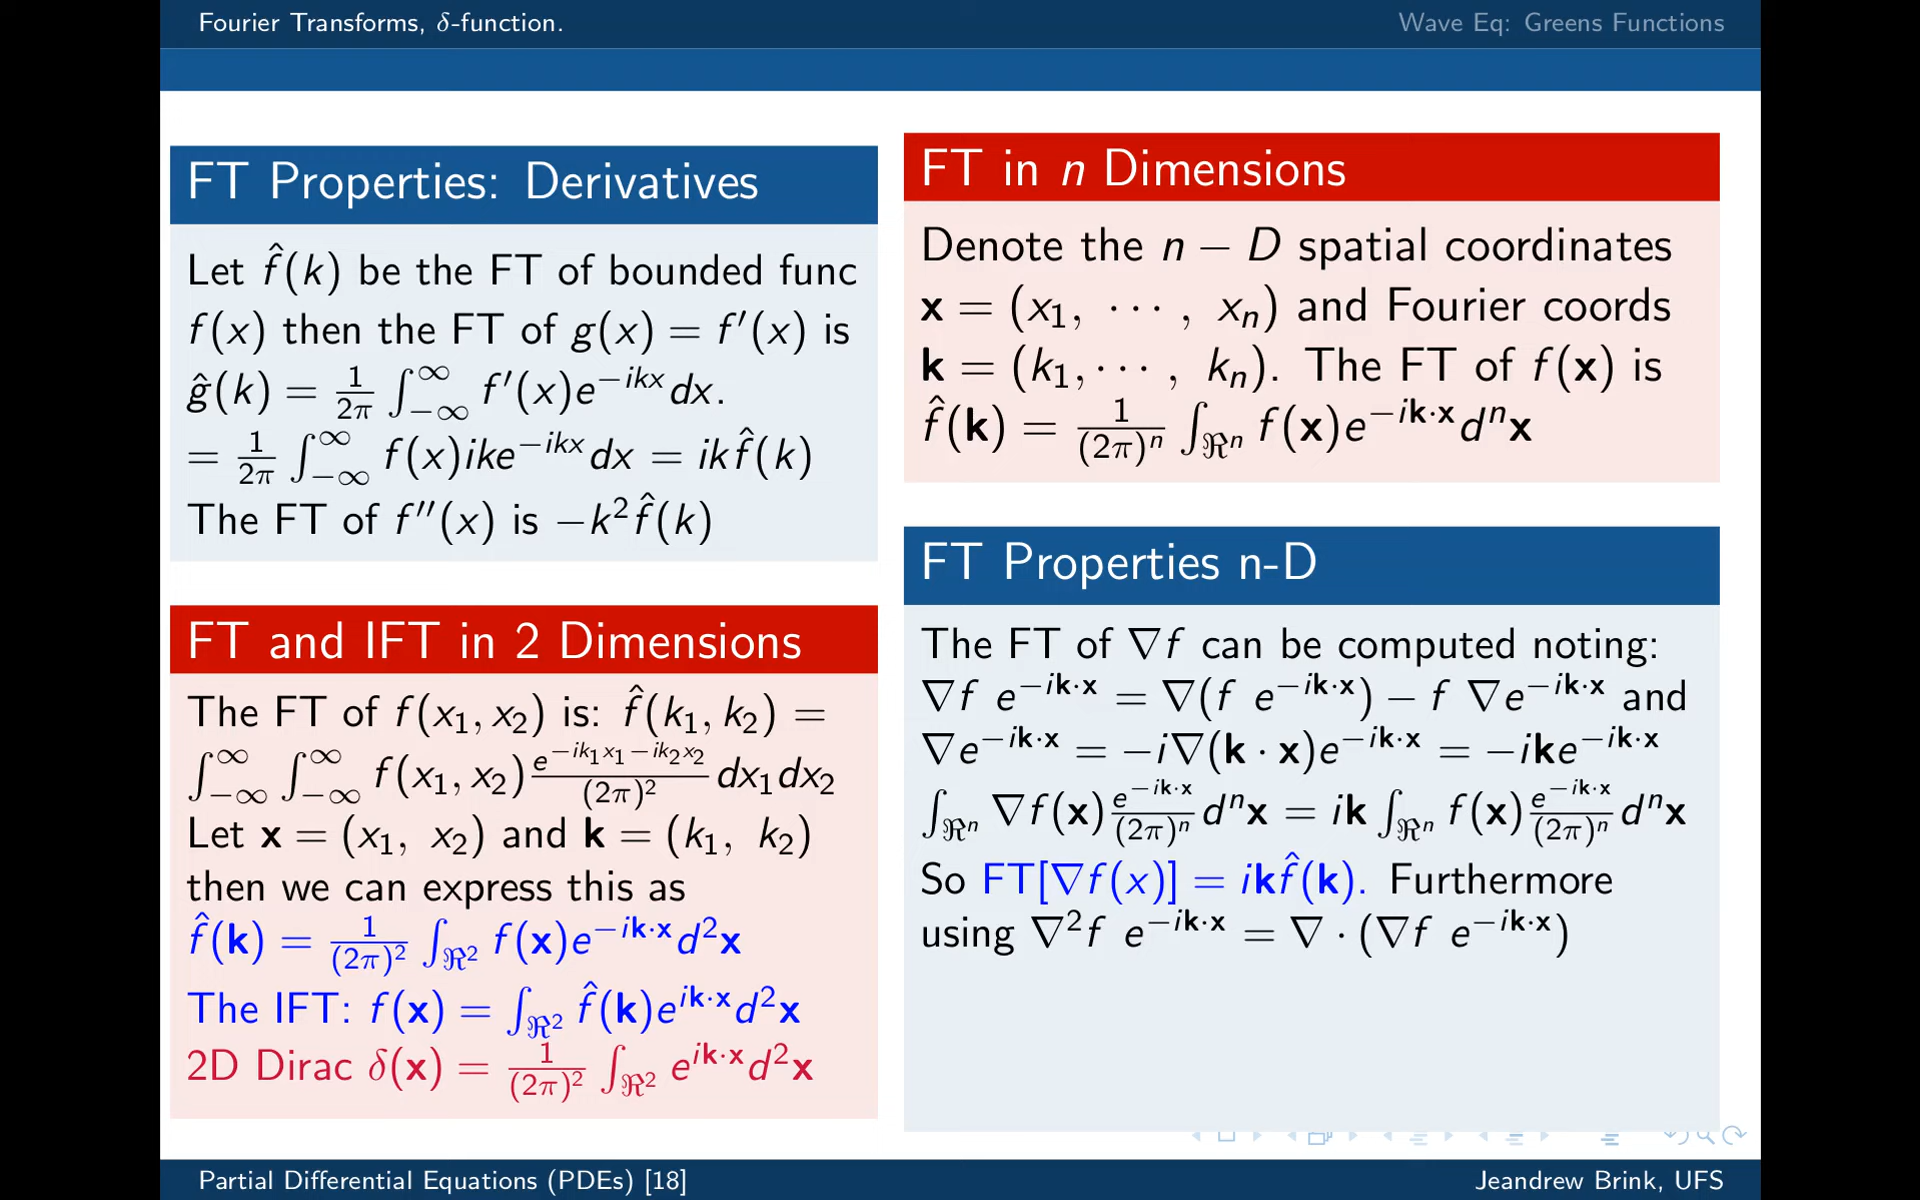 Fourier Transforms, δ-function.
Wave Eq: Greens Functions
FT Properties: Derivatives
Let f̂(k) be the FT of bounded func
f(x) then the FT of g(x) = f′(x) is
ĝ(k) = 1/2π ∫_{−∞}^{∞} f′(x)e^{−ikx}dx.
= 1/2π ∫_{−∞}^{∞} f(x)ike^{−ikx}dx = ikf̂(k)
The FT of f″(x) is −k²f̂(k)
FT and IFT in 2 Dimensions
The FT of f(x₁, x₂) is: f̂(k₁, k₂) =
∫_{−∞}^{∞} ∫_{−∞}^{∞} f(x₁, x₂) e^{−ik₁x₁−ik₂x₂}/(2π)² dx₁dx₂
Let x = (x₁, x₂) and k = (k₁, k₂)
then we can express this as
f̂(k) = 1/(2π)² ∫_{ℜ²} f(x)e^{−ik·x}d²x
The IFT: f(x) = ∫_{ℜ²} f̂(k)e^{ik·x}d²x
2D Dirac δ(x) = 1/(2π)² ∫_{ℜ²} e^{ik·x}d²x
FT in n Dimensions
Denote the n − D spatial coordinates
x = (x₁, ⋯ , xₙ) and Fourier coords
k = (k₁, ⋯ , kₙ). The FT of f(x) is
f̂(k) = 1/(2π)ⁿ ∫_{ℜⁿ} f(x)e^{−ik·x}dⁿx
FT Properties n-D
The FT of ∇f can be computed noting:
∇f e^{−ik·x} = ∇(f e^{−ik·x}) − f ∇e^{−ik·x} and
∇e^{−ik·x} = −i∇(k · x)e^{−ik·x} = −ike^{−ik·x}
∫_{ℜⁿ} ∇f(x) e^{−ik·x}/(2π)ⁿ dⁿx = ik ∫_{ℜⁿ} f(x) e^{−ik·x}/(2π)ⁿ dⁿx
So FT[∇f(x)] = ikf̂(k). Furthermore
using ∇²f e^{−ik·x} = ∇ · (∇f e^{−ik·x})
Partial Differential Equations (PDEs) [18]
Jeandrew Brink, UFS